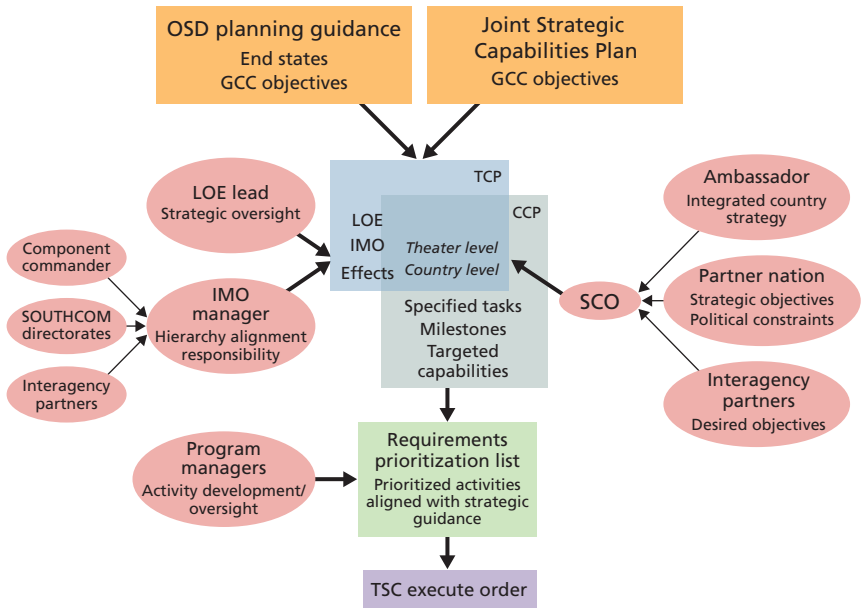 OSD planning guidance
End states
GCC objectives
Joint Strategic
Capabilities Plan
GCC objectives
TCP
LOE
IMO
Effects
CCP
Theater level
Country level
Specified tasks
Milestones
Targeted
capabilities
LOE lead
Strategic oversight
Component
commander
SOUTHCOM
directorates
Interagency
partners
IMO
manager
Hierarchy alignment
responsibility
SCO
Ambassador
Integrated country
strategy
Partner nation
Strategic objectives
Political constraints
Interagency
partners
Desired objectives
Program
managers
Activity development/
oversight
Requirements
prioritization list
Prioritized activities
aligned with strategic
guidance
TSC execute order